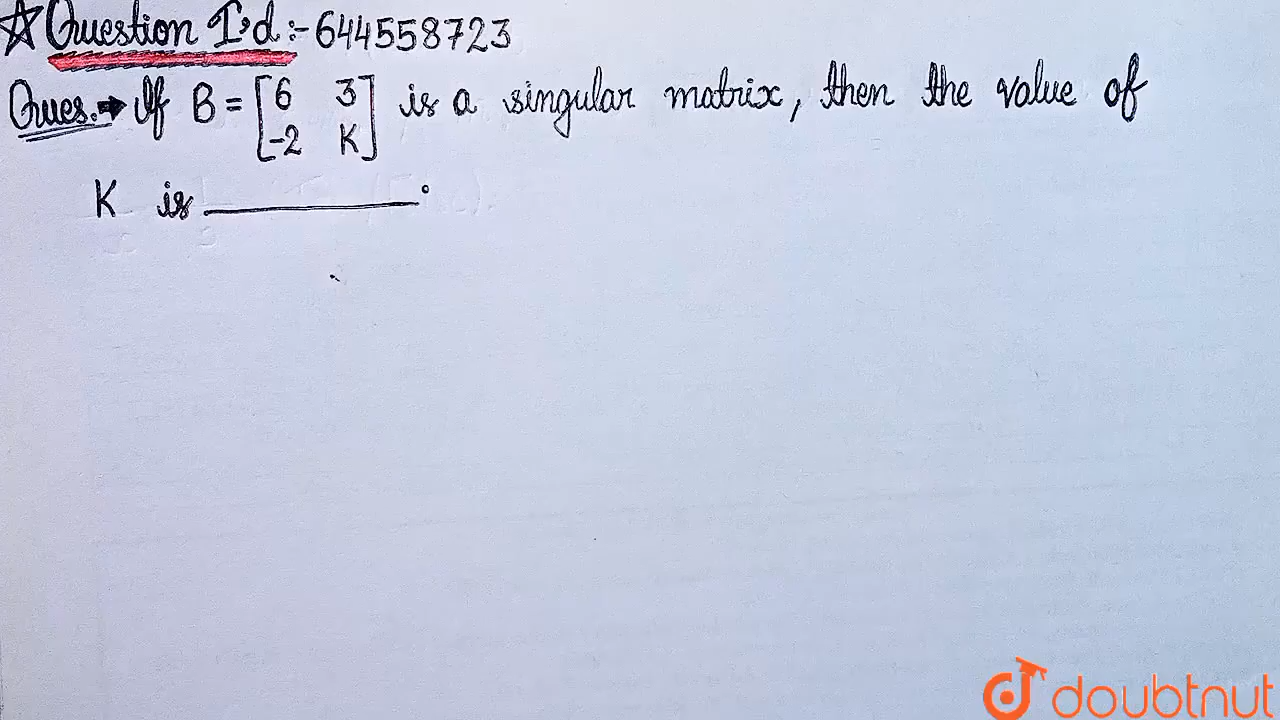 ☆ Question I'd :- 644558723
Ques. → If B = [6 3] is a singular matrix, then the value of
[-2 K]
K is ________.
doubtnut